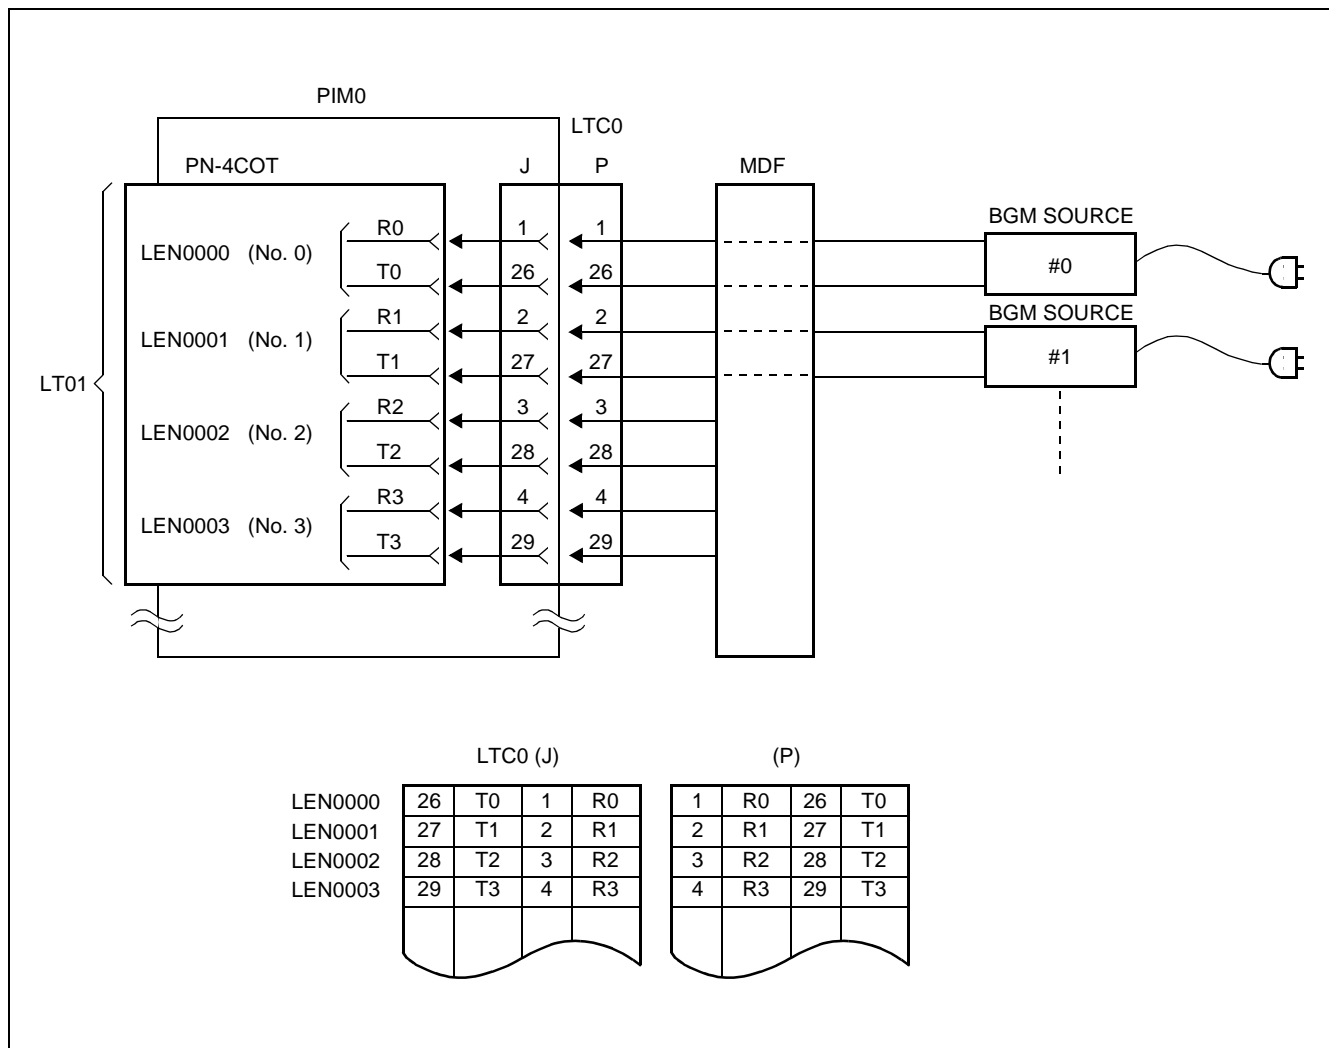 PIM0
LTC0
PN-4COT J P MDF
BGM SOURCE
R0 1 1
LEN0000 (No. 0)
#0
T0 26 26
BGM SOURCE
R1 2 2
LEN0001 (No. 1)
#1
T1 27 27
LT01
R2 3 3
LEN0002 (No. 2)
T2 28 28
R3 4 4
LEN0003 (No. 3)
T3 29 29
LTC0 (J) (P)
LEN0000 26 T0 1 R0 1 R0 26 T0
LEN0001 27 T1 2 R1 2 R1 27 T1
LEN0002 28 T2 3 R2 3 R2 28 T2
LEN0003 29 T3 4 R3 4 R3 29 T3